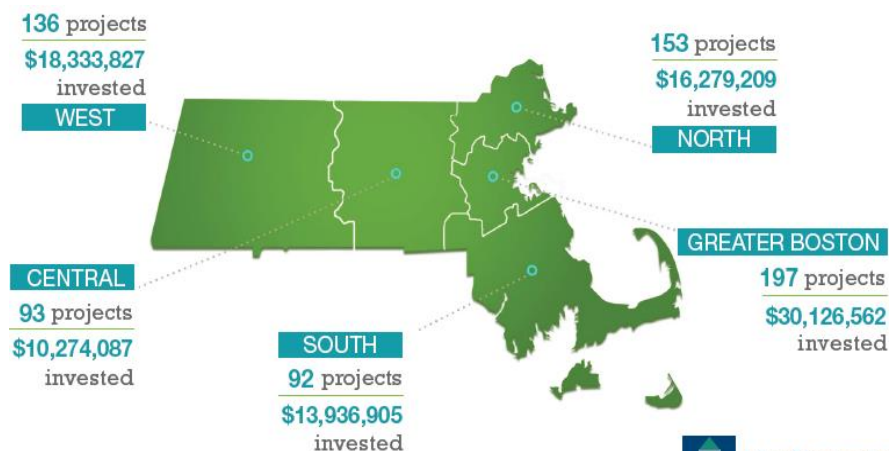 136 projects
$18,333,827
invested
WEST
153 projects
$16,279,209
invested
NORTH
GREATER BOSTON
197 projects
$30,126,562
invested
CENTRAL
93 projects
$10,274,087
invested
SOUTH
92 projects
$13,936,905
invested